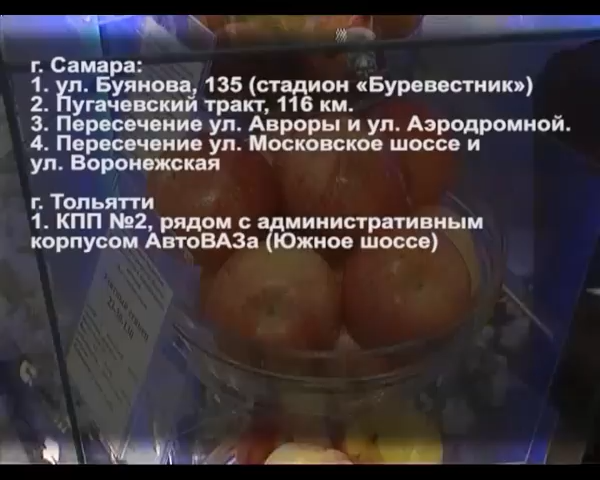 г. Самара:
1. ул. Буянова, 135 (стадион «Буревестник»)
2. Пугачевский тракт, 116 км.
3. Пересечение ул. Авроры и ул. Аэродромной.
4. Пересечение ул. Московское шоссе и
ул. Воронежская
г. Тольятти
1. КПП №2, рядом с административным
корпусом АвтоВАЗа (Южное шоссе)